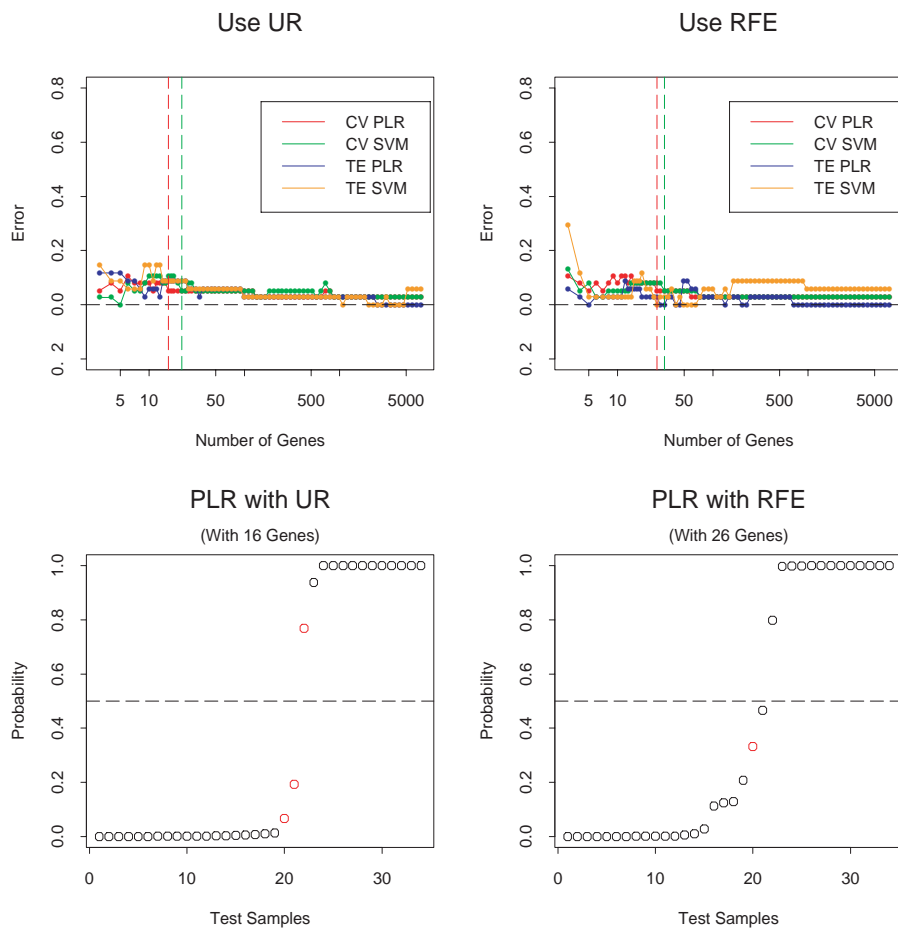 Use UR
Use RFE
0.8
0.6
0.4
0.2
0.0
0. 2
Error
CV PLR
CV SVM
TE PLR
TE SVM
5 10 50 500 5000
Number of Genes
0.8
0.6
0.4
0.2
0.0
0. 2
Error
CV PLR
CV SVM
TE PLR
TE SVM
5 10 50 500 5000
Number of Genes
PLR with UR
(With 16 Genes)
1.0
0.8
0.6
0.4
0.2
0.0
Probability
0 10 20 30
Test Samples
PLR with RFE
(With 26 Genes)
1.0
0.8
0.6
0.4
0.2
0.0
Probability
0 10 20 30
Test Samples